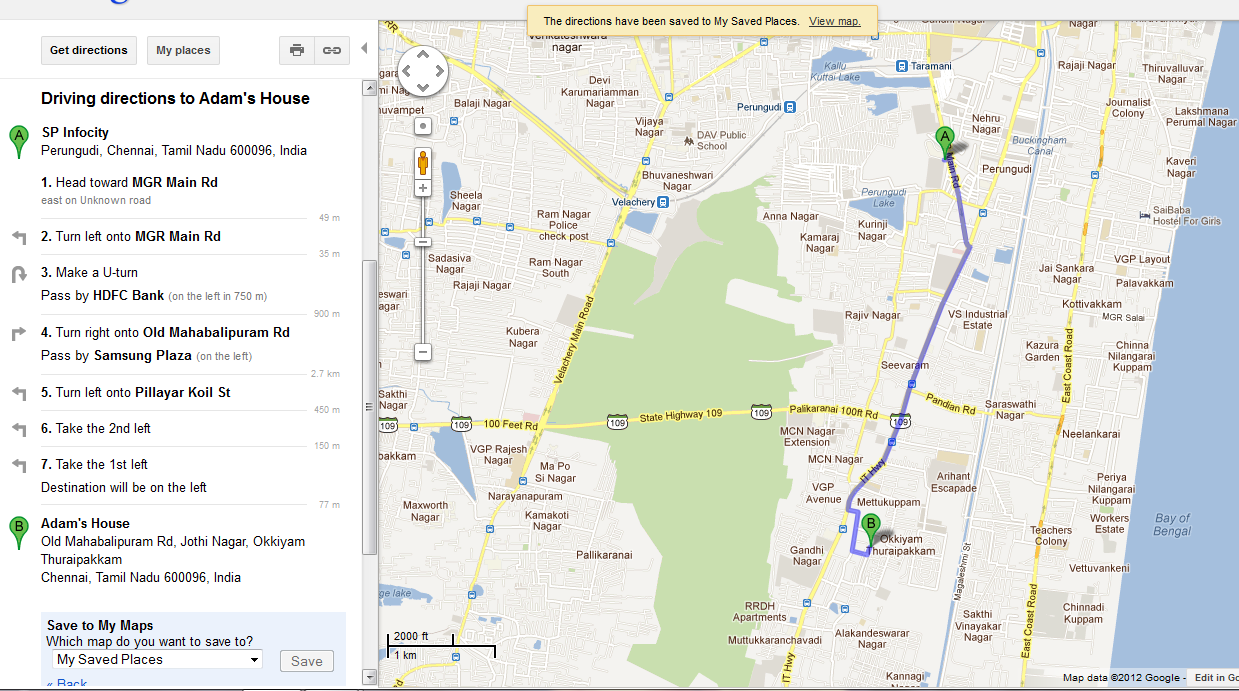 The directions have been saved to My Saved Places. View map.
Get directions
My places
Driving directions to Adam's House
A
SP Infocity
Perungudi, Chennai, Tamil Nadu 600096, India
1. Head toward MGR Main Rd
east on Unknown road
49 m
2. Turn left onto MGR Main Rd
35 m
3. Make a U-turn
Pass by HDFC Bank (on the left in 750 m)
900 m
4. Turn right onto Old Mahabalipuram Rd
Pass by Samsung Plaza (on the left)
2.7 km
5. Turn left onto Pillayar Koil St
450 m
6. Take the 2nd left
150 m
7. Take the 1st left
Destination will be on the left
77 m
B
Adam's House
Old Mahabalipuram Rd, Jothi Nagar, Okkiyam
Thuraipakkam
Chennai, Tamil Nadu 600096, India
Save to My Maps
Which map do you want to save to?
My Saved Places
Save
« Back
nagar
Taramani
Kallu
Kuttai Lake
Rajaji Nagar
Thiruvalluvar
Nagar
Devi
Karumariamman
Nagar
Balaji Nagar
Perungudi
Journalist
Colony
Lakshmana
Perumal Nagar
Vijaya
Nagar
DAV Public
School
Nehru
Nagar
A
Buckingham
Canal
Main Rd
Perungudi
Kaveri
Nagar
Bhuvaneshwari
Nagar
Sheela
Nagar
Velachery
Perungudi
Lake
SaiBaba
Hostel For Girls
Ram Nagar
Police
check post
Anna Nagar
Kurinji
Nagar
Kamaraj
Nagar
Sadasiva
Nagar
Ram Nagar
South
VGP Layout
Jai Sankara
Nagar
Palavakkam
Rajaji Nagar
Kottivakkam
MGR Salai
Rajiv Nagar
VS Industrial
Estate
Velachery Main Road
Kubera
Nagar
Kazura
Garden
East Coast Road
Chinna
Nilangarai
Kuppam
Seevaram
Sakthi
Nagar
Pandian Rd
Saraswathi
Nagar
109
109
100 Feet Rd
109
State Highway 109
109
Palikaranai 100ft Rd
109
MCN Nagar
Extension
Neelankarai
VGP Rajesh
Nagar
MCN Nagar
IT Hwy
Ma Po
Si Nagar
Arihant
Escapade
Periya
Nilangarai
Kuppam
VGP
Avenue
Mettukuppam
Narayanapuram
Maxworth
Nagar
Kamakoti
Nagar
B
Workers
Estate
Bay of
Bengal
Teachers
Colony
Okkiyam
Thuraipakkam
Pallikaranai
Gandhi
Nagar
Magaleshmi St
Vettuvankeni
RRDH
Apartments
Chinnadi
Kuppam
Sakthi
Vinayakar
Nagar
East Coast Road
Muttukkaranchavadi
Alakandeswarar
Nagar
2000 ft
1 km
IT Hwy
Kannagi
Nagar
Map data ©2012 Google -
Edit in Go